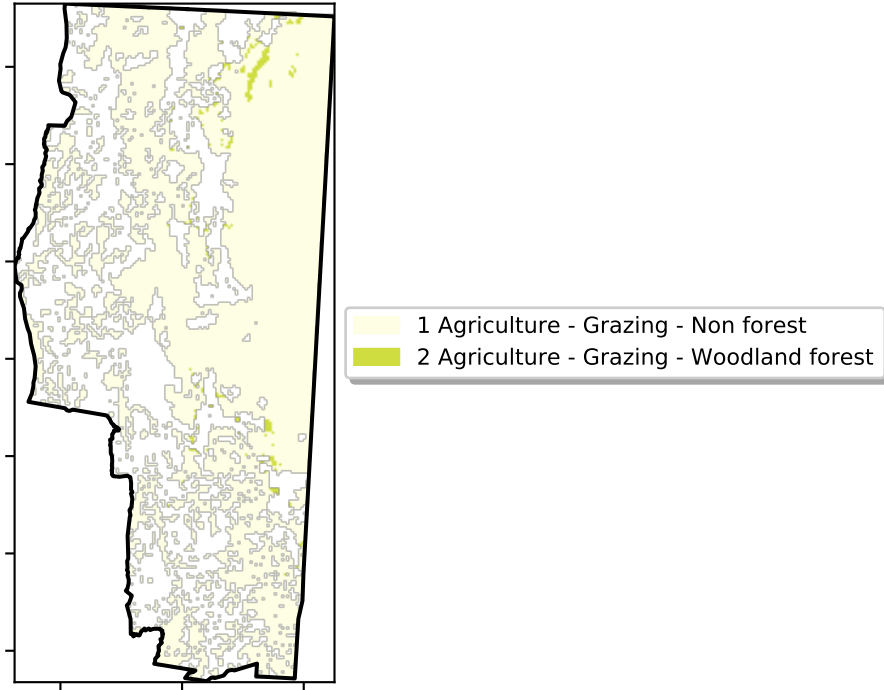 1 Agriculture - Grazing - Non forest
2 Agriculture - Grazing - Woodland forest